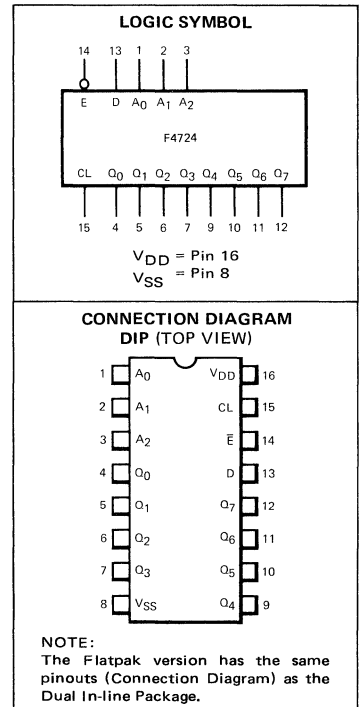 LOGIC SYMBOL
14 13 1 2 3
E D A0 A1 A2
F4724
CL Q0 Q1 Q2 Q3 Q4 Q5 Q6 Q7
15 4 5 6 7 9 10 11 12
VDD = Pin 16
VSS = Pin 8
CONNECTION DIAGRAM
DIP (TOP VIEW)
1 A0 VDD 16
2 A1 CL 15
3 A2 E̅ 14
4 Q0 D 13
5 Q1 Q7 12
6 Q2 Q6 11
7 Q3 Q5 10
8 VSS Q4 9
NOTE:
The Flatpak version has the same
pinouts (Connection Diagram) as the
Dual In-line Package.